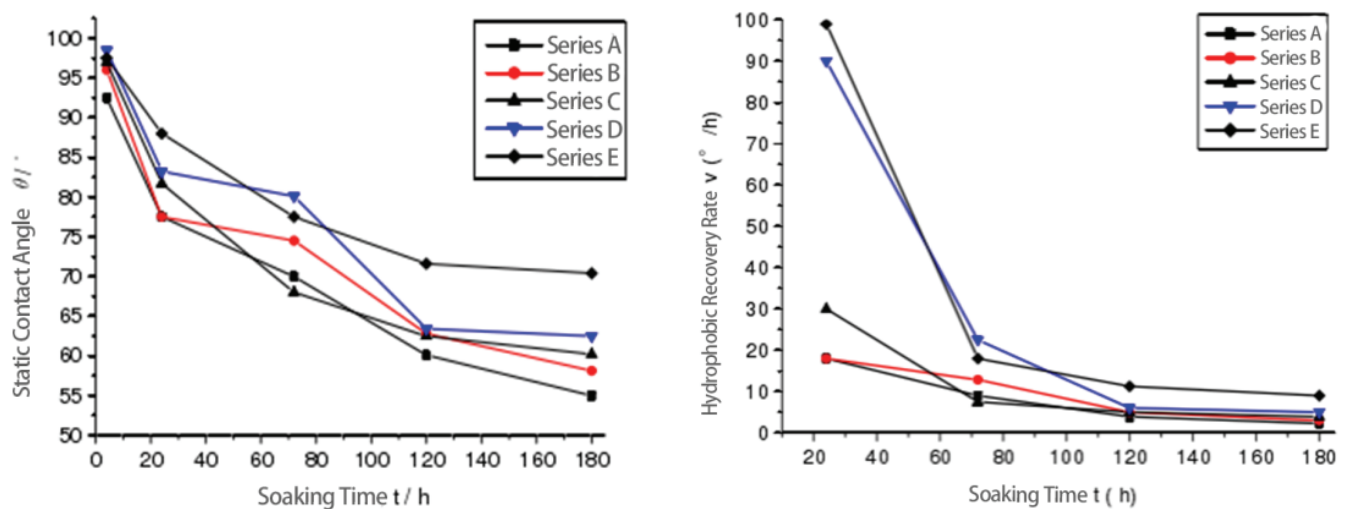 100
95
90
85
80
75
70
65
60
55
50
Static Contact Angle θ/°
0 20 40 60 80 100 120 140 160 180
Soaking Time t / h
Series A
Series B
Series C
Series D
Series E
100
90
80
70
60
50
40
30
20
10
0
Hydrophobic Recovery Rate v (°/h)
20 40 60 80 100 120 140 160 180
Soaking Time t ( h)
Series A
Series B
Series C
Series D
Series E